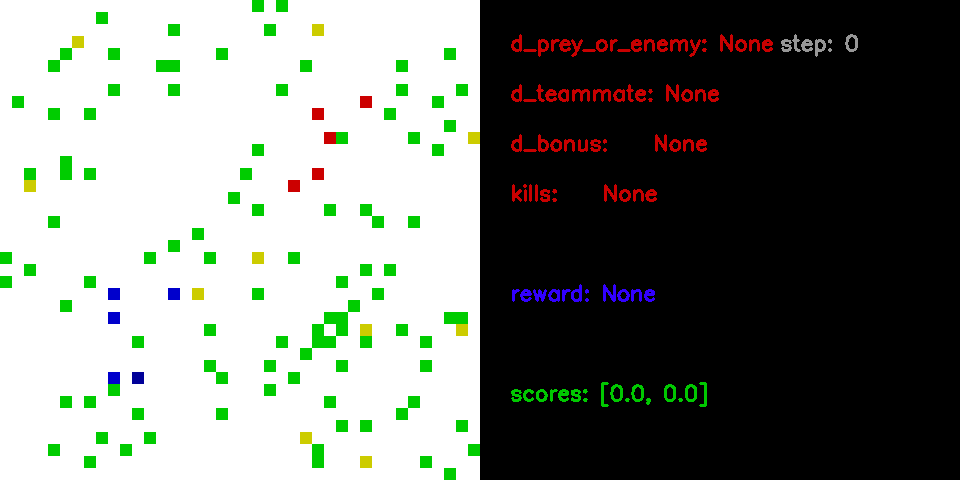 d_prey_or_enemy: None step: 0
d_teammate: None
d_bonus: None
kills: None
reward: None
scores: [0.0, 0.0]